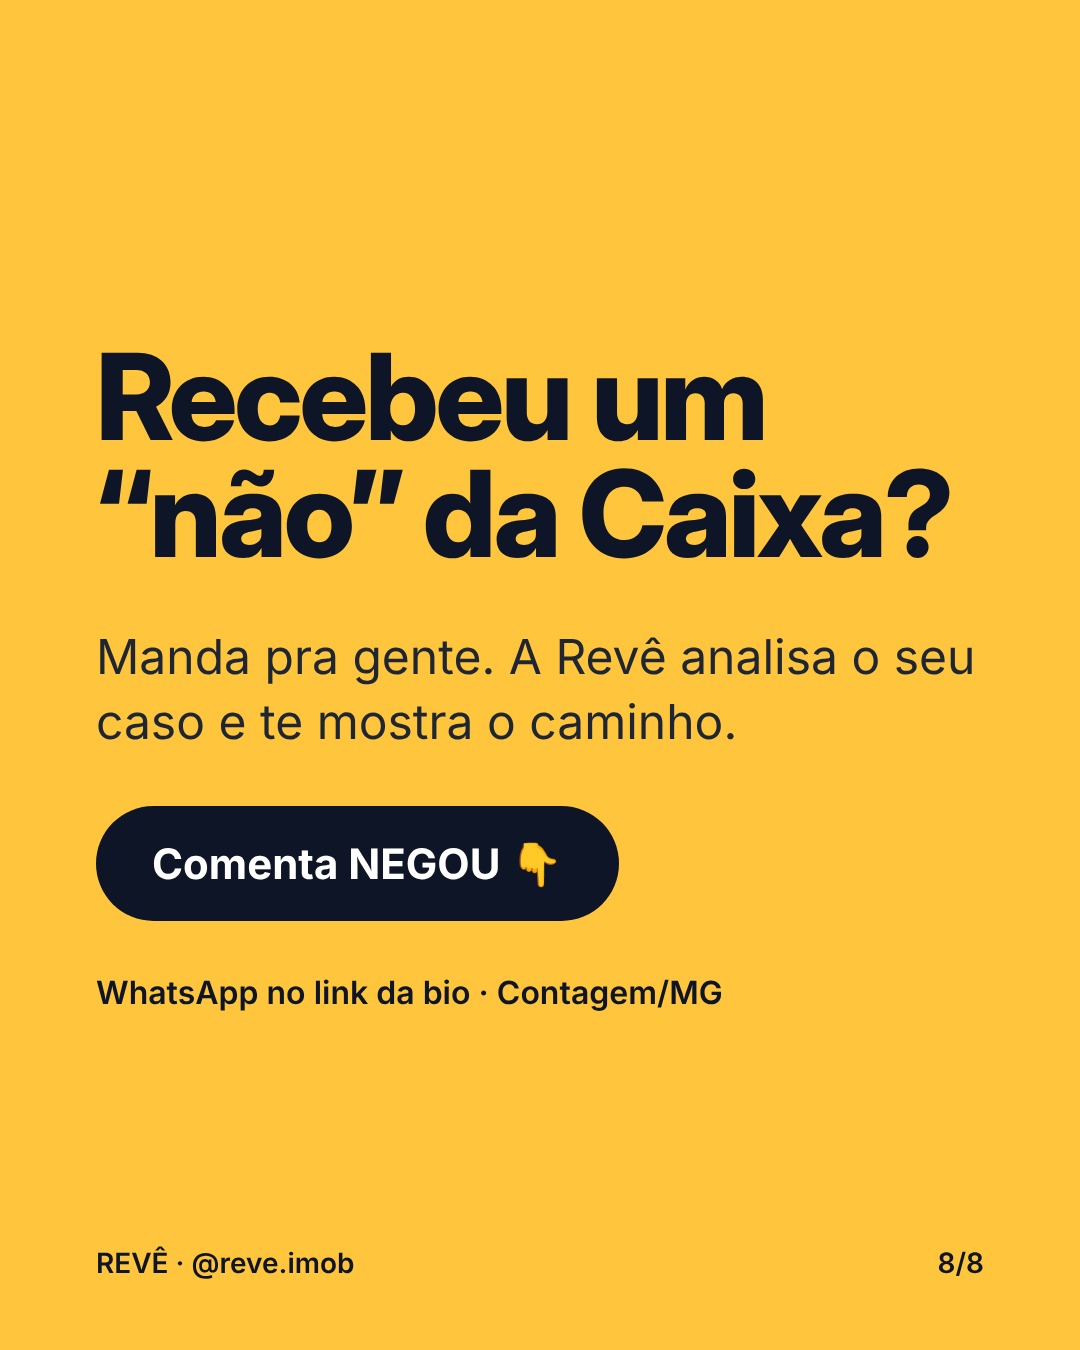 Recebeu um
“não” da Caixa?
Manda pra gente. A Revê analisa o seu
caso e te mostra o caminho.
Comenta NEGOU 👇
WhatsApp no link da bio · Contagem/MG
REVÊ · @reve.imob
8/8